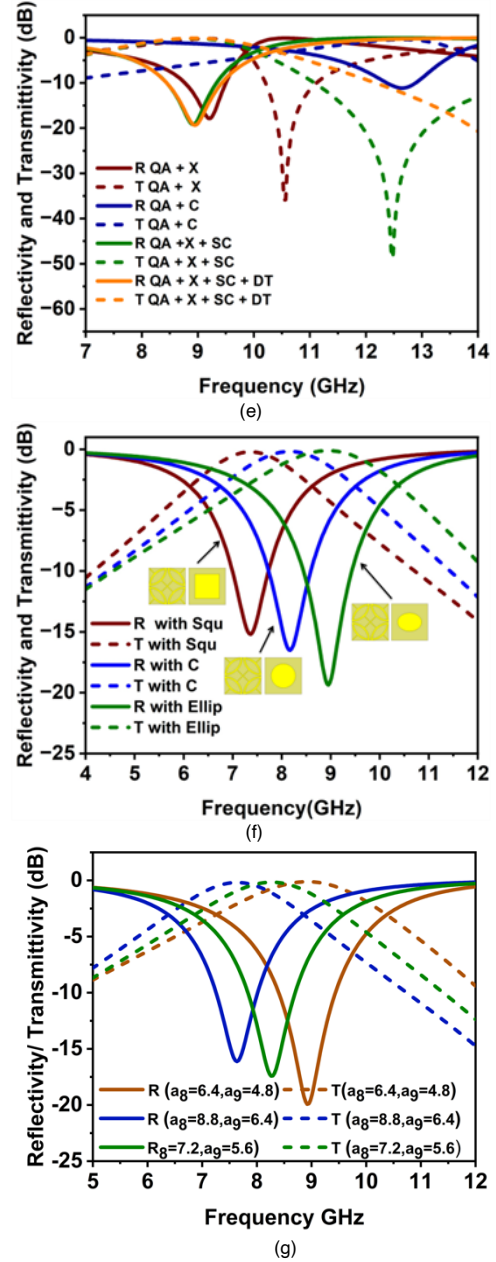 Reflectivity and Transmittivity (dB)
0
−10
−20
−30
−40
−50
−60
R QA + X
T QA + X
R QA + C
T QA + C
R QA +X + SC
T QA + X + SC
R QA + X + SC + DT
T QA + X + SC + DT
7 8 9 10 11 12 13 14
Frequency (GHz)
(e)
Reflectivity and Transmittivity (dB)
0
−5
−10
−15
−20
−25
R with Squ
T with Squ
R with C
T with C
R with Ellip
T with Ellip
4 5 6 7 8 9 10 11 12
Frequency(GHz)
(f)
Reflectivity/ Transmittivity (dB)
0
-5
-10
-15
-20
-25
R (a8=6.4,a9=4.8) T(a8=6.4,a9=4.8)
R (a8=8.8,a9=6.4) T (a8=8.8,a9=6.4)
R8=7.2,a9=5.6) T (a8=7.2,a9=5.6)
5 6 7 8 9 10 11 12
Frequency GHz
(g)